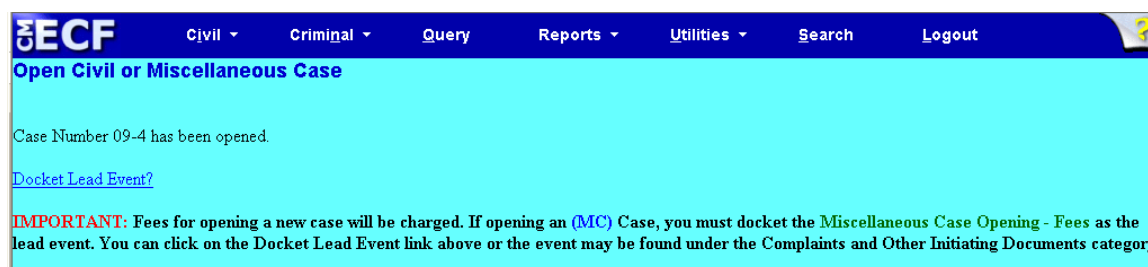 CM ECF Civil Criminal Query Reports Utilities Search Logout ?
Open Civil or Miscellaneous Case
Case Number 09-4 has been opened.
Docket Lead Event?
IMPORTANT: Fees for opening a new case will be charged. If opening an (MC) Case, you must docket the Miscellaneous Case Opening - Fees as the
lead event. You can click on the Docket Lead Event link above or the event may be found under the Complaints and Other Initiating Documents categor